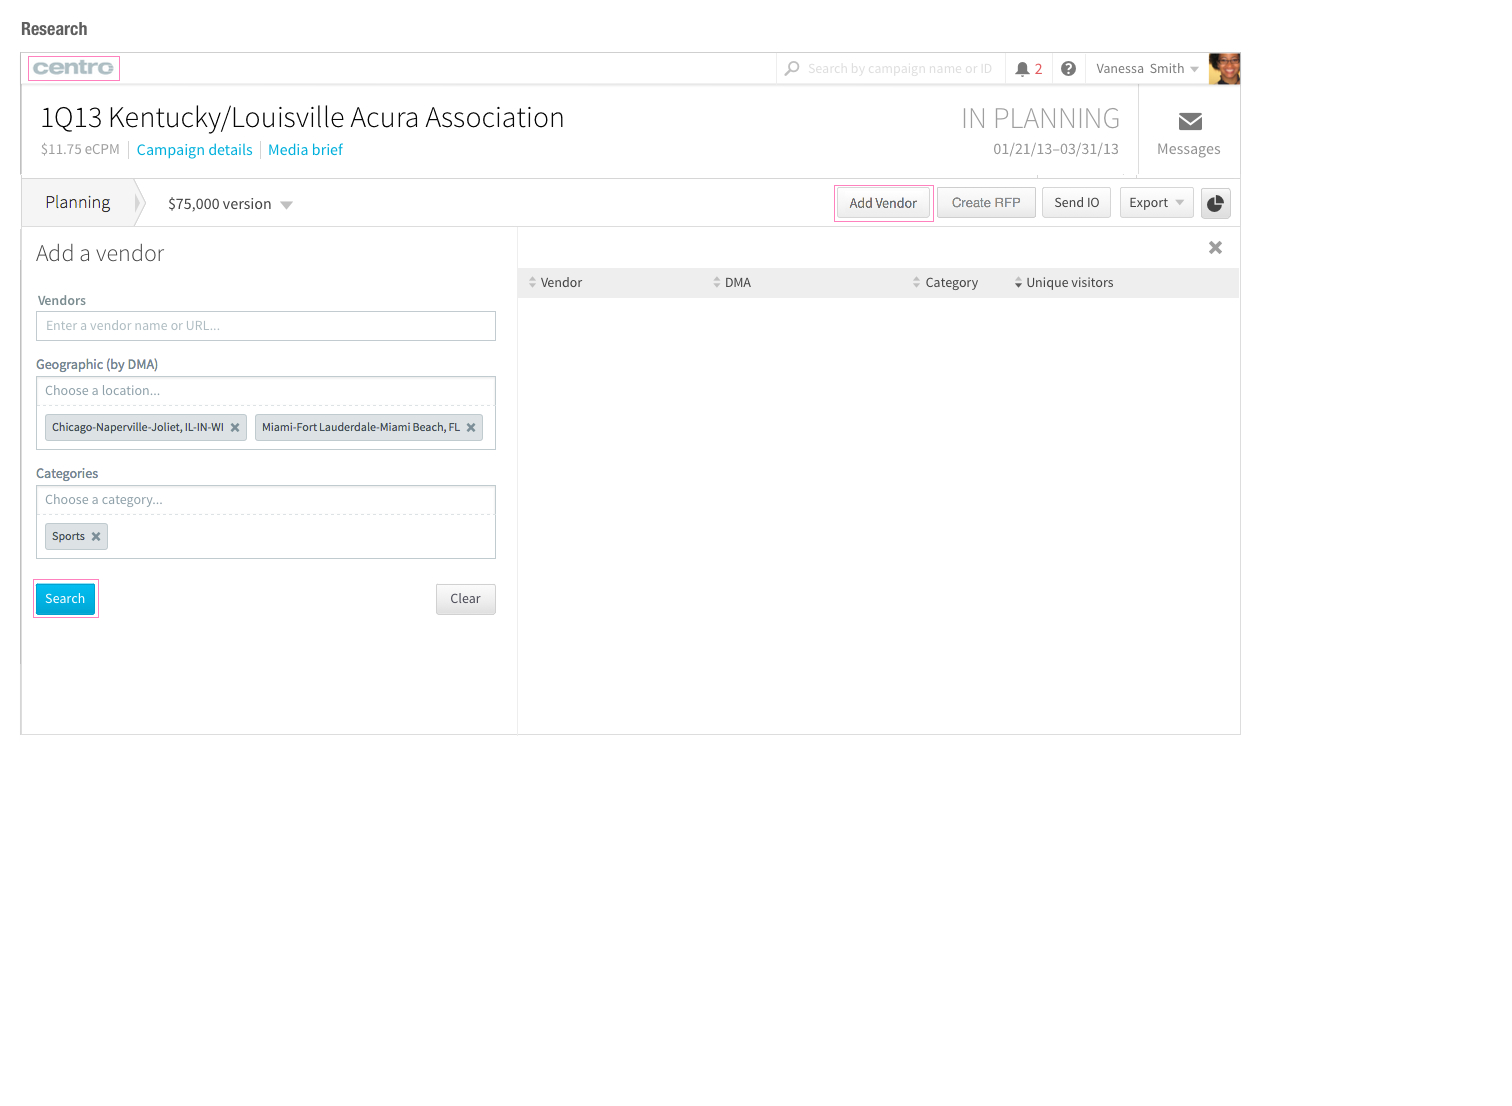 Research
centro
Search by campaign name or ID
2
Vanessa Smith
1Q13 Kentucky/Louisville Acura Association
IN PLANNING
$11.75 eCPM
Campaign details
Media brief
01/21/13–03/31/13
Messages
Planning
$75,000 version
Add Vendor
Create RFP
Send IO
Export
Add a vendor
Vendor
DMA
Category
Unique visitors
Vendors
Enter a vendor name or URL...
Geographic (by DMA)
Choose a location...
Chicago-Naperville-Joliet, IL-IN-WI
Miami-Fort Lauderdale-Miami Beach, FL
Categories
Choose a category...
Sports
Search
Clear